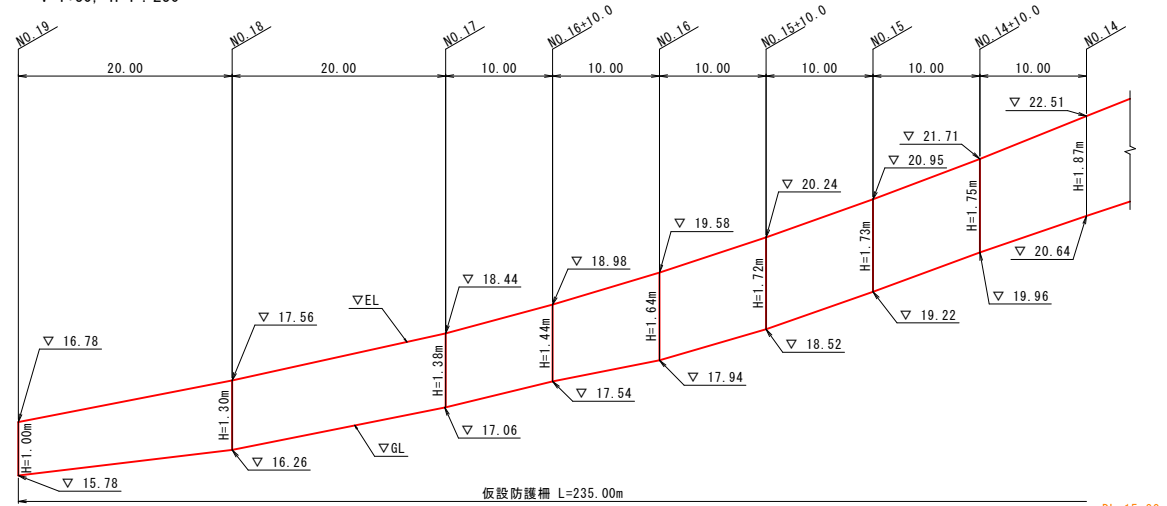 NO.19
NO.18
NO.17
NO.16+10.0
NO.16
NO.15+10.0
NO.15
NO.14+10.0
NO.14
20.00
20.00
10.00
10.00
10.00
10.00
10.00
10.00
▽ 22.51
▽ 21.71
▽ 20.95
▽ 20.24
▽ 19.58
▽ 18.98
▽ 18.44
▽EL
▽ 17.56
▽ 16.78
H=1.00m
H=1.30m
H=1.38m
H=1.44m
H=1.64m
H=1.72m
H=1.73m
H=1.75m
H=1.87m
▽ 20.64
▽ 19.96
▽ 19.22
▽ 18.52
▽ 17.94
▽ 17.54
▽ 17.06
▽GL
▽ 16.26
▽ 15.78
仮設防護柵 L=235.00m